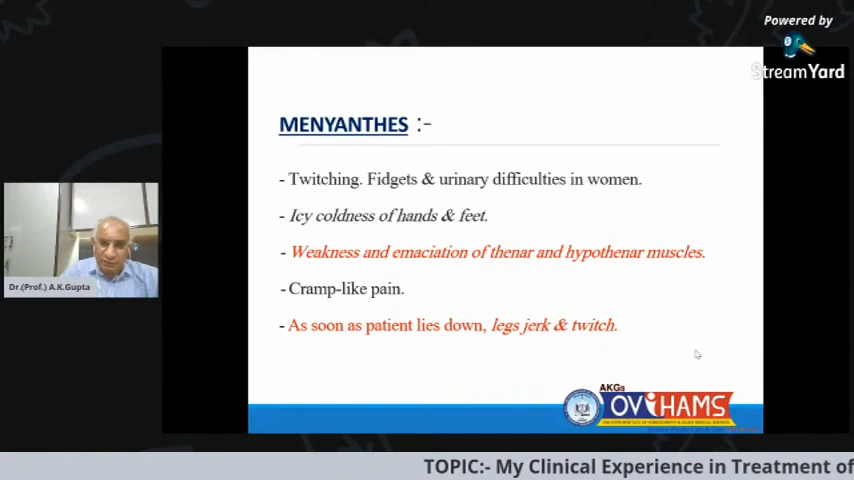 Powered by
StreamYard
MENYANTHES :-
- Twitching. Fidgets & urinary difficulties in women.
- Icy coldness of hands & feet.
- Weakness and emaciation of thenar and hypothenar muscles.
- Cramp-like pain.
- As soon as patient lies down, legs jerk & twitch.
Dr.(Prof.) A.K.Gupta
AKGs
OViHAMS
TOPIC:- My Clinical Experience in Treatment of